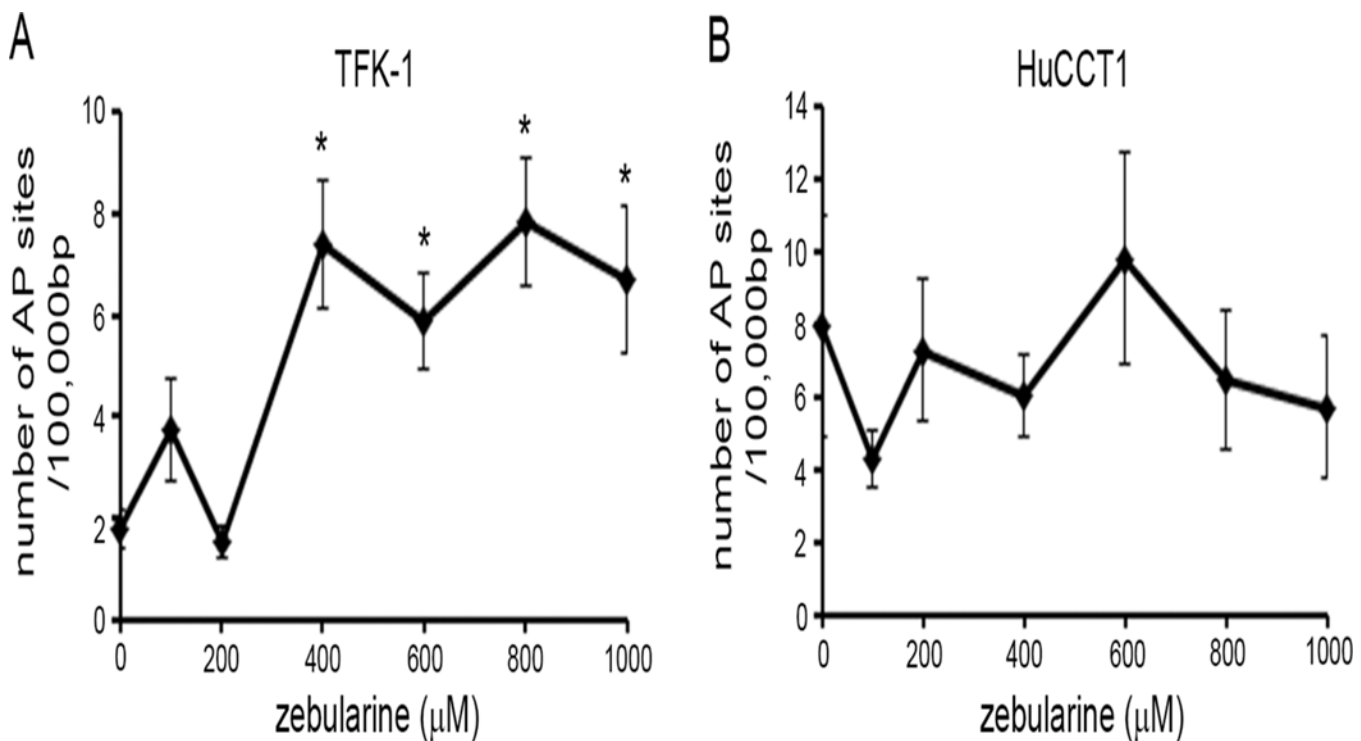 A
TFK-1
number of AP sites
/100,000bp
10
8
6
4
2
0
*
*
*
*
0 200 400 600 800 1000
zebularine (μM)
B
HuCCT1
number of AP sites
/100,000bp
14
12
10
8
6
4
2
0
0 200 400 600 800 1000
zebularine (μM)